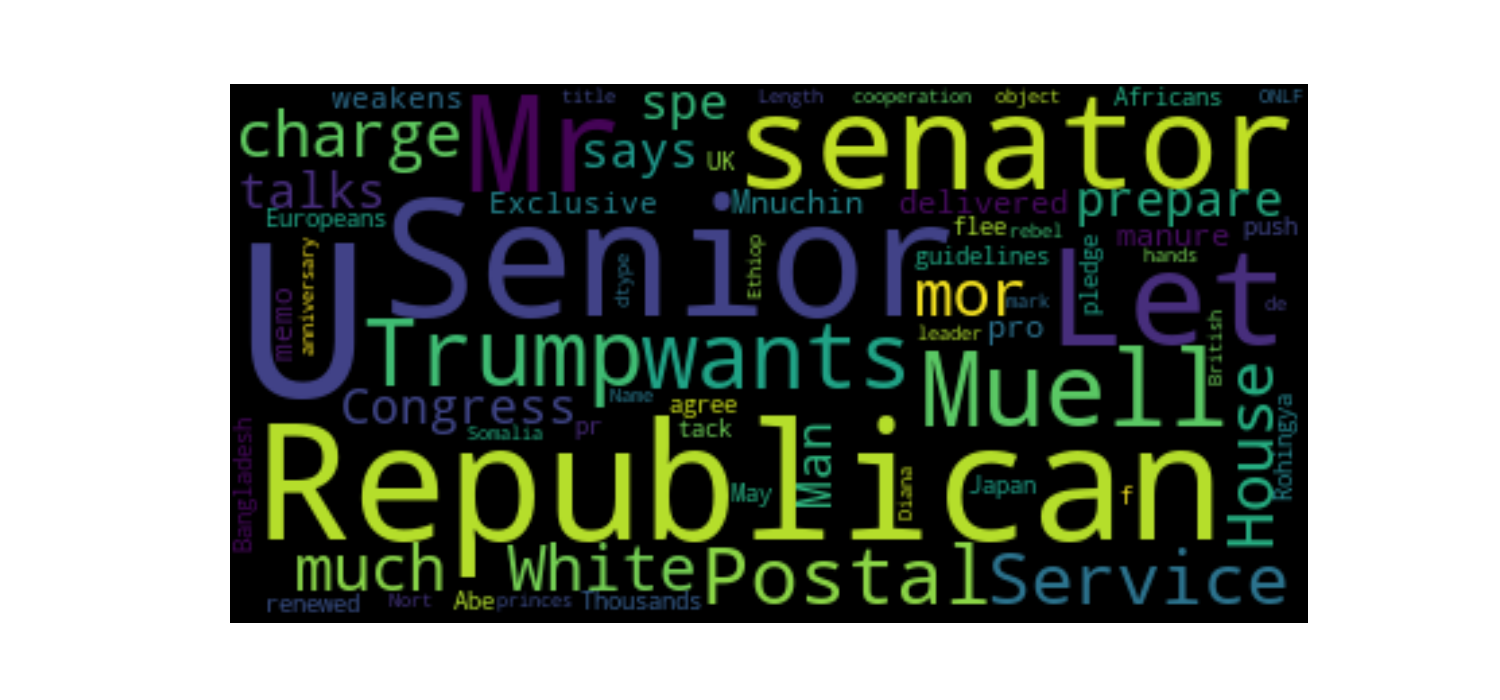 weakens
title
spe
Length
cooperation
object
Africans
ONLF
charge
Mr
says
UK
senator
talks
Exclusive
Mnuchin
delivered
prepare
Europeans
Senior
flee
rebel
manure
push
U
memo
anniversary
dtype
Ethiop
guidelines
pledge
hands
mor
mark
Let
de
Trump
wants
leader
pro
Muell
British
Congress
Name
agree
House
Rohingya
Somalia
pr
tack
Bangladesh
Republican
May
Man
Diana
Japan
f
much
White
Postal
Service
renewed
Nort
Abe
princes
Thousands